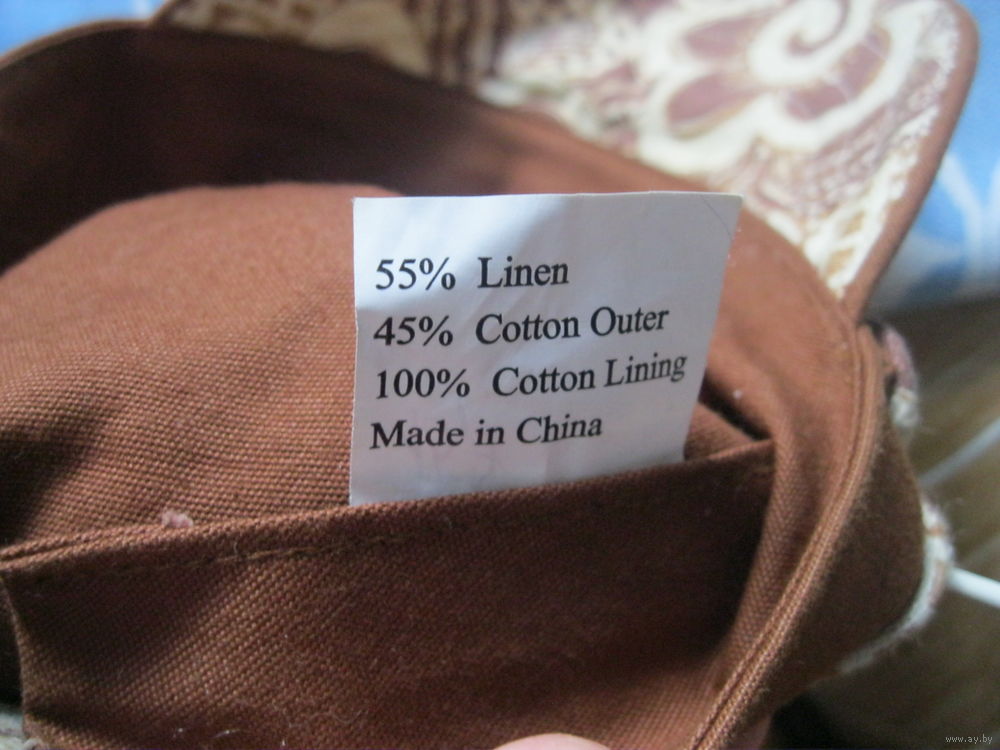 55% Linen
45% Cotton Outer
100% Cotton Lining
Made in China
www.ay.by